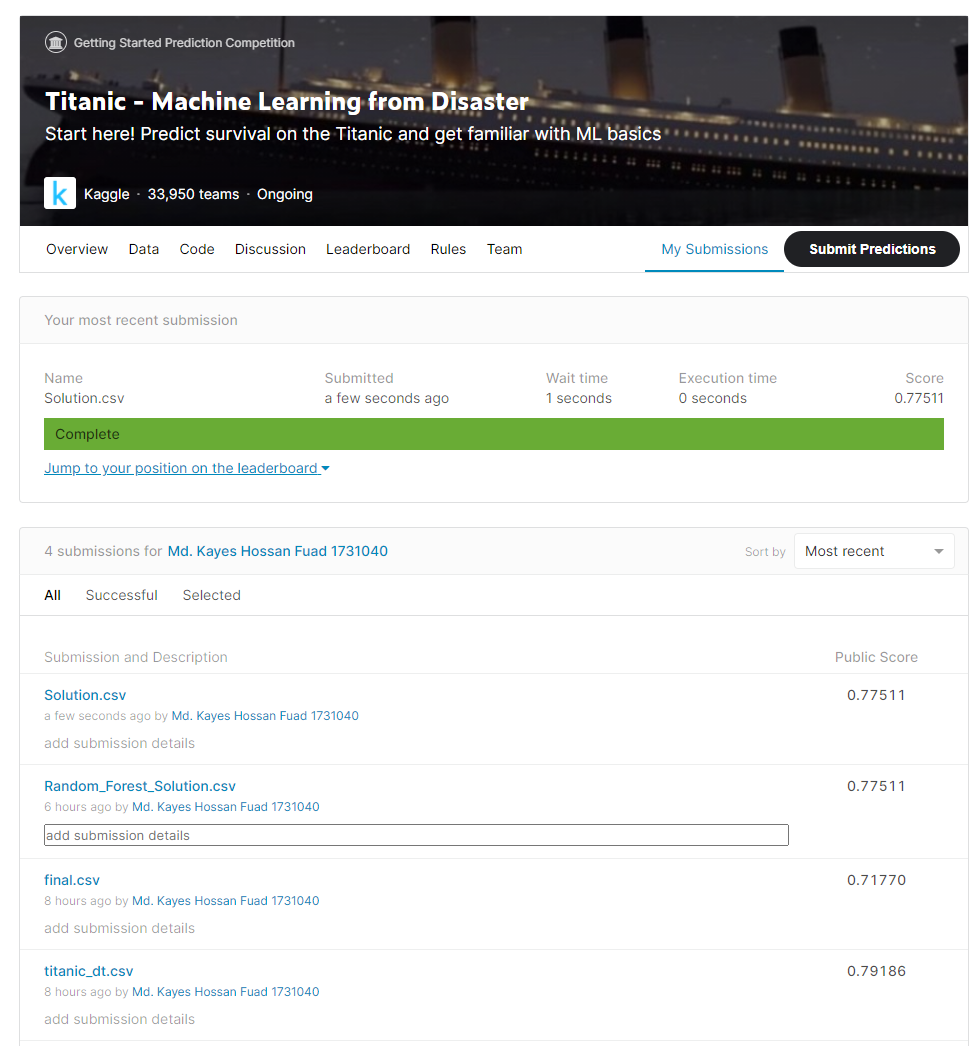 Getting Started Prediction Competition
Titanic - Machine Learning from Disaster
Start here! Predict survival on the Titanic and get familiar with ML basics
k Kaggle · 33,950 teams · Ongoing
Overview Data Code Discussion Leaderboard Rules Team My Submissions Submit Predictions
Your most recent submission
Name Submitted Wait time Execution time Score
Solution.csv a few seconds ago 1 seconds 0 seconds 0.77511
Complete
Jump to your position on the leaderboard
4 submissions for Md. Kayes Hossan Fuad 1731040 Sort by Most recent
All Successful Selected
Submission and Description Public Score
Solution.csv 0.77511
a few seconds ago by Md. Kayes Hossan Fuad 1731040
add submission details
Random_Forest_Solution.csv 0.77511
6 hours ago by Md. Kayes Hossan Fuad 1731040
add submission details
final.csv 0.71770
8 hours ago by Md. Kayes Hossan Fuad 1731040
add submission details
titanic_dt.csv 0.79186
8 hours ago by Md. Kayes Hossan Fuad 1731040
add submission details